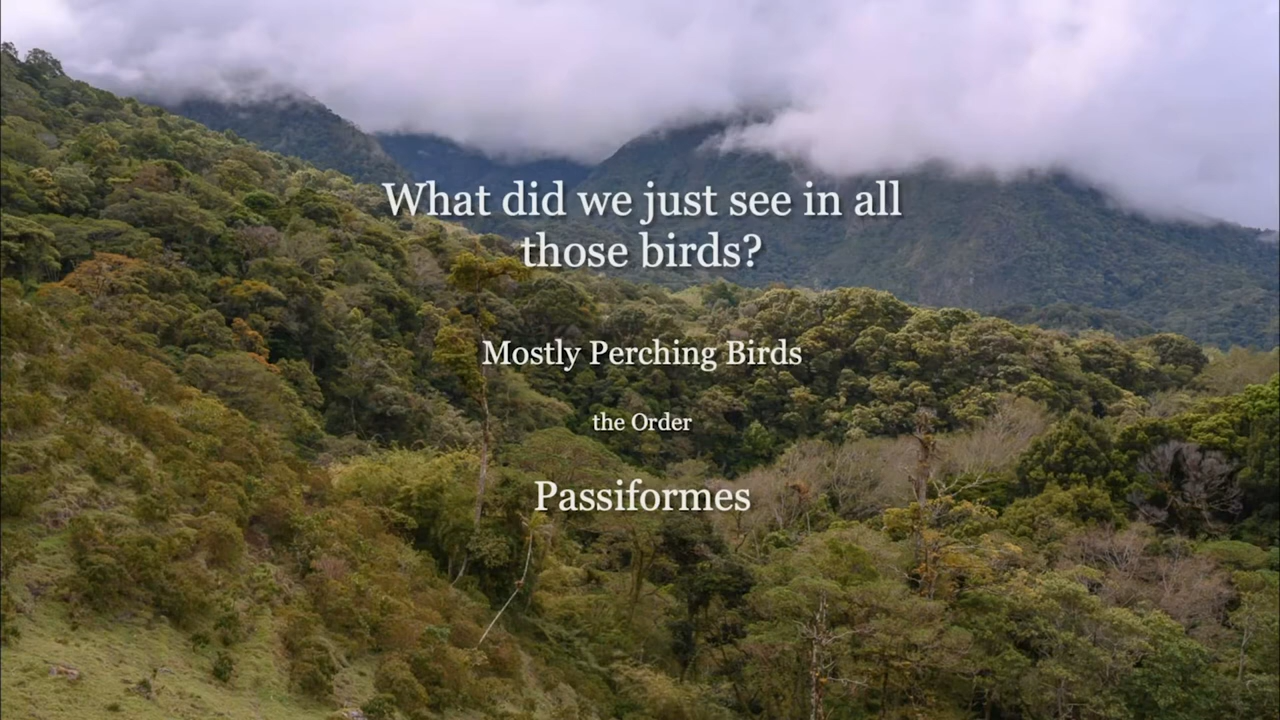 What did we just see in all
those birds?
Mostly Perching Birds
the Order
Passiformes